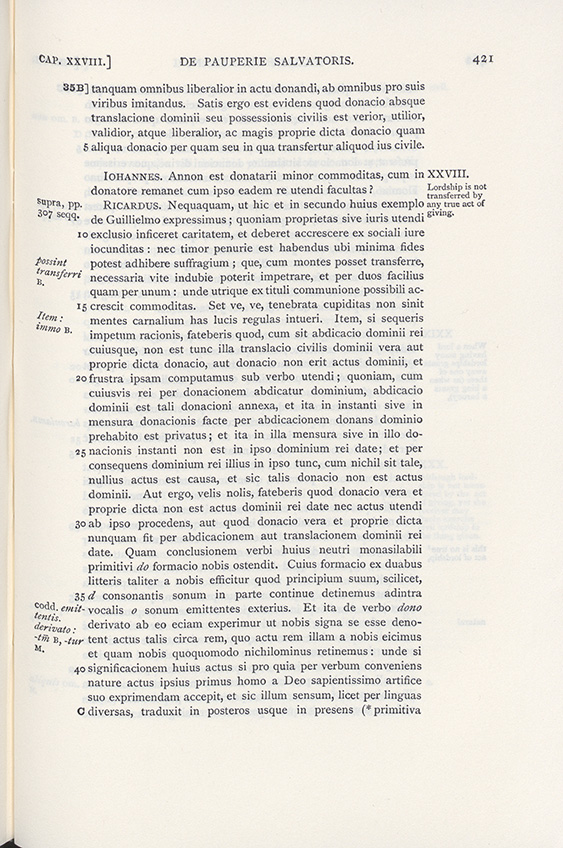 CAP. XXVIII.] DE PAUPERIE SALVATORIS. 421
35B] tanquam omnibus liberalior in actu donandi, ab omnibus pro suis
viribus imitandus. Satis ergo est evidens quod donacio absque
translacione dominii seu possessionis civilis est verior, utilior,
validior, atque liberalior, ac magis proprie dicta donacio quam
5 aliqua donacio per quam seu in qua transfertur aliquod ius civile.
IOHANNES. Annon est donatarii minor commoditas, cum in XXVIII.
donatore remanet cum ipso eadem re utendi facultas?
Lordship is not
transferred by
any true act of
giving.
supra, pp.
307 seqq.
RICARDUS. Nequaquam, ut hic et in secundo huius exemplo
de Guillielmo expressimus; quoniam proprietas sive iuris utendi
10 exclusio inficeret caritatem, et deberet accrescere ex sociali iure
iocunditas: nec timor penurie est habendus ubi minima fides
possint
transferri
B.
potest adhibere suffragium; que, cum montes posset transferre,
necessaria vite indubie poterit impetrare, et per duos facilius
quam per unum: unde utrique ex tituli communione possibili ac-
15 crescit commoditas. Set ve, ve, tenebrata cupiditas non sinit
Item:
immo B.
mentes carnalium has lucis regulas intueri. Item, si sequeris
impetum racionis, fateberis quod, cum sit abdicacio dominii rei
cuiusque, non est tunc illa translacio civilis dominii vera aut
proprie dicta donacio, aut donacio non erit actus dominii, et
20 frustra ipsam computamus sub verbo utendi; quoniam, cum
cuiusvis rei per donacionem abdicatur dominium, abdicacio
dominii est tali donacioni annexa, et ita in instanti sive in
mensura donacionis facte per abdicacionem donans dominio
prehabito est privatus; et ita in illa mensura sive in illo do-
25 nacionis instanti non est in ipso dominium rei date; et per
consequens dominium rei illius in ipso tunc, cum nichil sit tale,
nullius actus est causa, et sic talis donacio non est actus
dominii. Aut ergo, velis nolis, fateberis quod donacio vera et
proprie dicta non est actus dominii rei date nec actus utendi
30 ab ipso procedens, aut quod donacio vera et proprie dicta
nunquam fit per abdicacionem aut translacionem dominii rei
date. Quam conclusionem verbi huius neutri monasilabili
primitivi do formacio nobis ostendit. Cuius formacio ex duabus
litteris taliter a nobis efficitur quod principium suum, scilicet,
35 d consonantis sonum in parte continue detinemus adintra
codd. emit-
tentis.
derivato:
-tm̄ B, -tur
M.
vocalis o sonum emittentes exterius. Et ita de verbo dono
derivato ab eo eciam experimur ut nobis signa se esse deno-
tent actus talis circa rem, quo actu rem illam a nobis eicimus
et quam nobis quoquomodo nichilominus retinemus: unde si
40 significacionem huius actus si pro quia per verbum conveniens
nature actus ipsius primus homo a Deo sapientissimo artifice
suo exprimendam accepit, et sic illum sensum, licet per linguas
C diversas, traduxit in posteros usque in presens (*primitiva